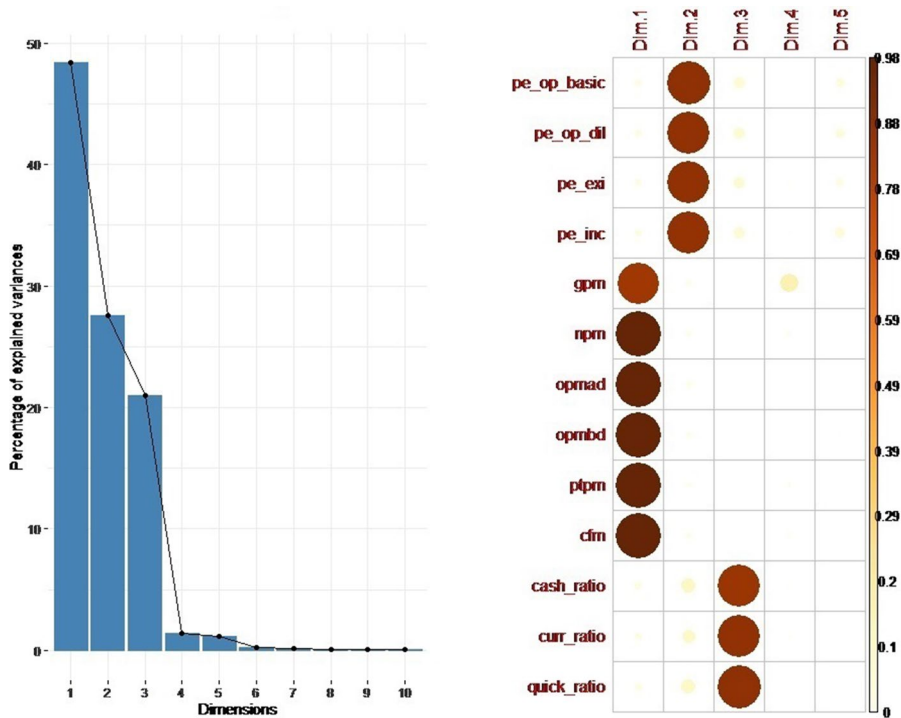 Percentage of explained variances
50
40
30
20
10
0
1 2 3 4 5 6 7 8 9 10
Dimensions
Dim.1 Dim.2 Dim.3 Dim.4 Dim.5
pe_op_basic
pe_op_dil
pe_exi
pe_inc
gpm
npm
opmad
opmbd
ptpm
cfm
cash_ratio
curr_ratio
quick_ratio
0.98
0.88
0.78
0.69
0.59
0.49
0.39
0.29
0.2
0.1
0